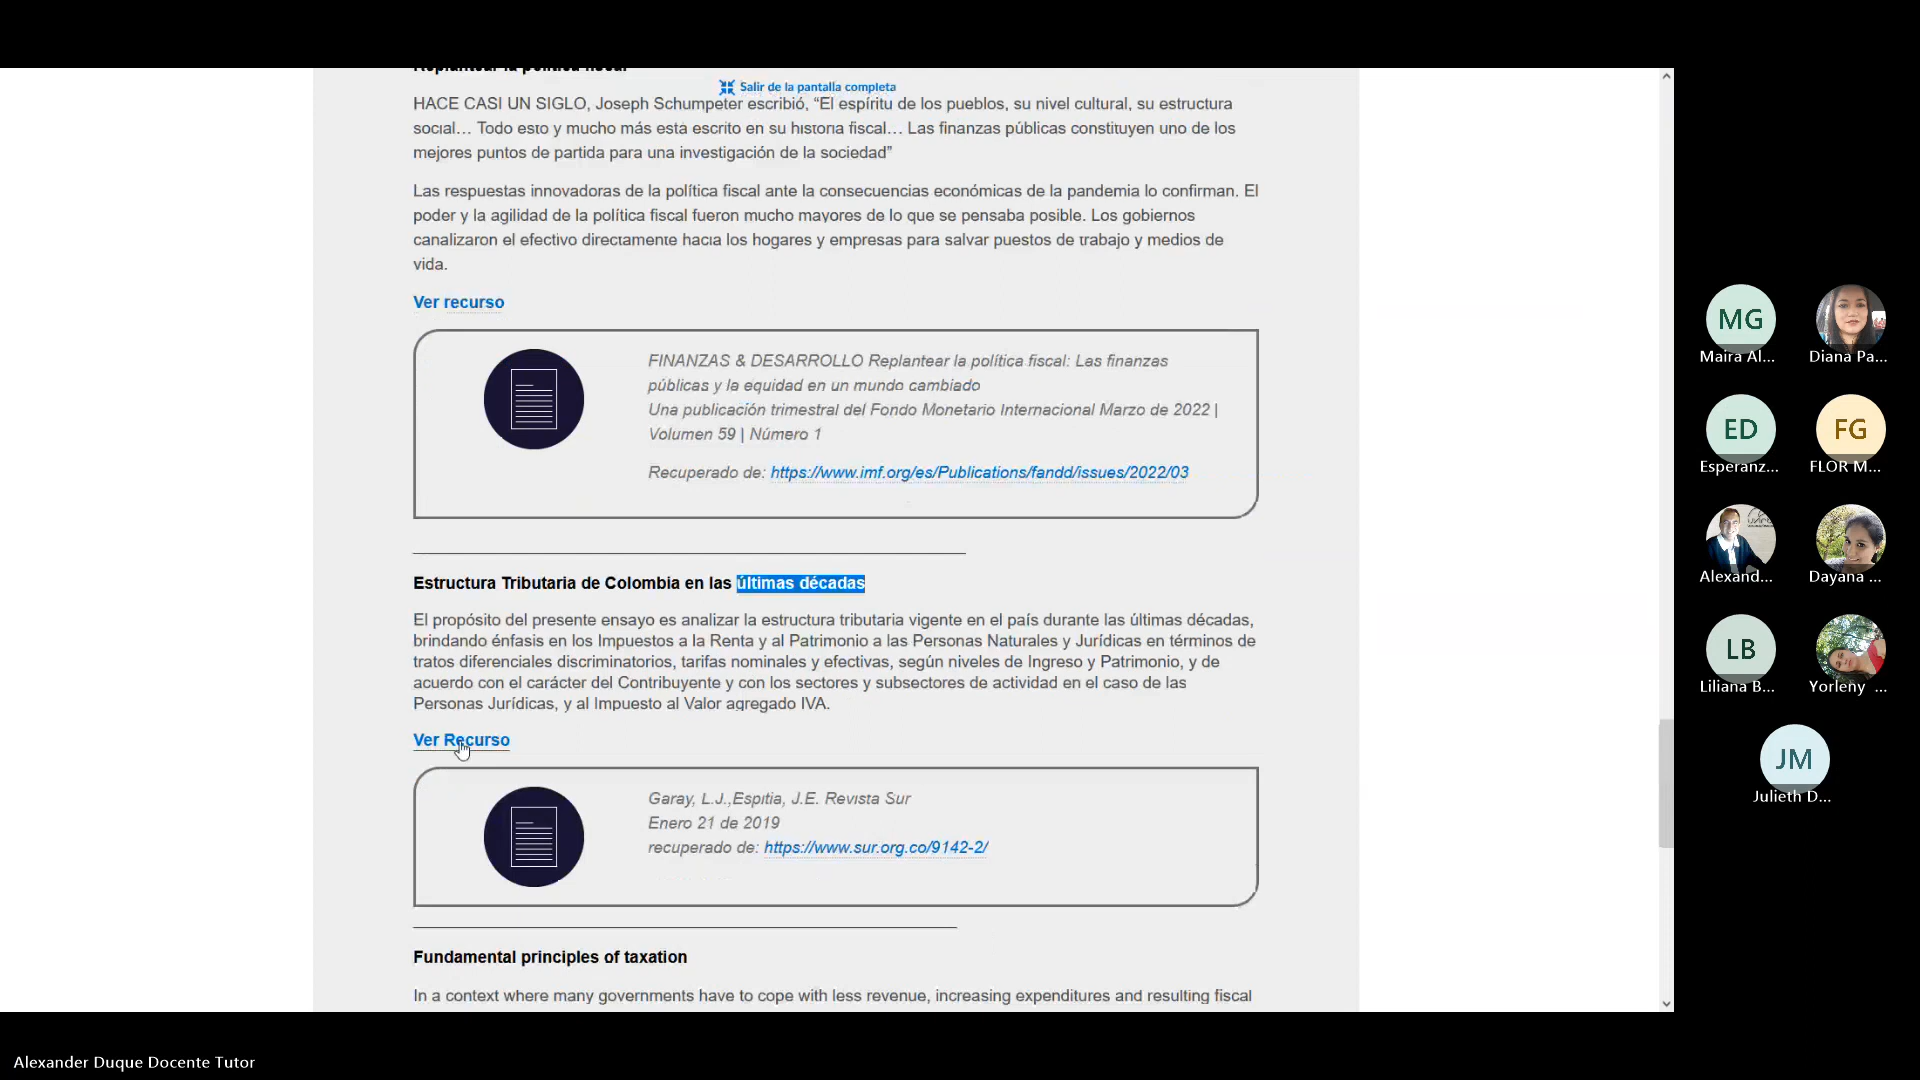 Replantear la política fiscal
Salir de la pantalla completa
HACE CASI UN SIGLO, Joseph Schumpeter escribió, “El espíritu de los pueblos, su nivel cultural, su estructura
social… Todo esto y mucho más está escrito en su historia fiscal… Las finanzas públicas constituyen uno de los
mejores puntos de partida para una investigación de la sociedad”
Las respuestas innovadoras de la política fiscal ante la consecuencias económicas de la pandemia lo confirman. El
poder y la agilidad de la política fiscal fueron mucho mayores de lo que se pensaba posible. Los gobiernos
canalizaron el efectivo directamente hacia los hogares y empresas para salvar puestos de trabajo y medios de
vida.
Ver recurso
FINANZAS & DESARROLLO Replantear la política fiscal: Las finanzas
públicas y la equidad en un mundo cambiado
Una publicación trimestral del Fondo Monetario Internacional Marzo de 2022 |
Volumen 59 | Número 1
Recuperado de: https://www.imf.org/es/Publications/fandd/issues/2022/03
Estructura Tributaria de Colombia en las últimas décadas
El propósito del presente ensayo es analizar la estructura tributaria vigente en el país durante las últimas décadas,
brindando énfasis en los Impuestos a la Renta y al Patrimonio a las Personas Naturales y Jurídicas en términos de
tratos diferenciales discriminatorios, tarifas nominales y efectivas, según niveles de Ingreso y Patrimonio, y de
acuerdo con el carácter del Contribuyente y con los sectores y subsectores de actividad en el caso de las
Personas Jurídicas, y al Impuesto al Valor agregado IVA.
Ver Recurso
Garay, L.J.,Espitia, J.E. Revista Sur
Enero 21 de 2019
recuperado de: https://www.sur.org.co/9142-2/
Fundamental principles of taxation
In a context where many governments have to cope with less revenue, increasing expenditures and resulting fiscal
MG
Maira Al...
Diana Pa...
ED
Esperanz...
FG
FLOR M...
Alexand...
Dayana ...
LB
Liliana B...
Yorleny ...
JM
Julieth D...
Alexander Duque Docente Tutor